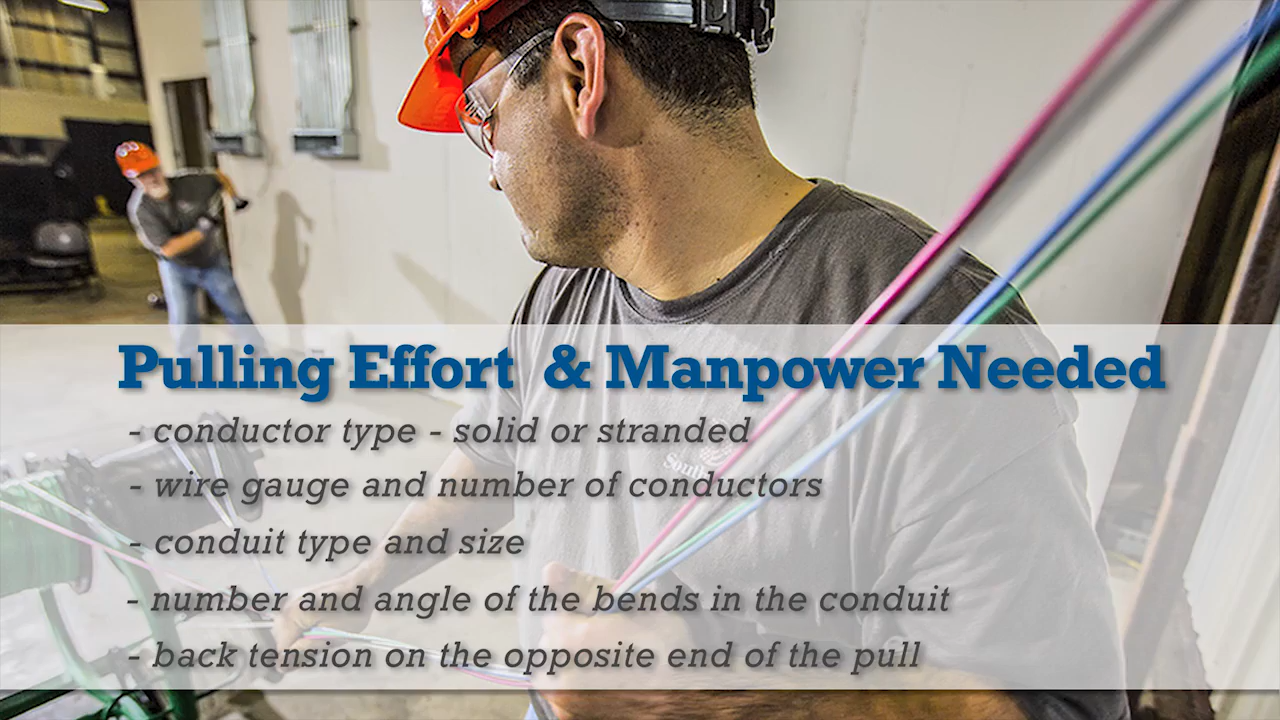 Pulling Effort & Manpower Needed
- conductor type - solid or stranded
- wire gauge and number of conductors
- conduit type and size
- number and angle of the bends in the conduit
- back tension on the opposite end of the pull